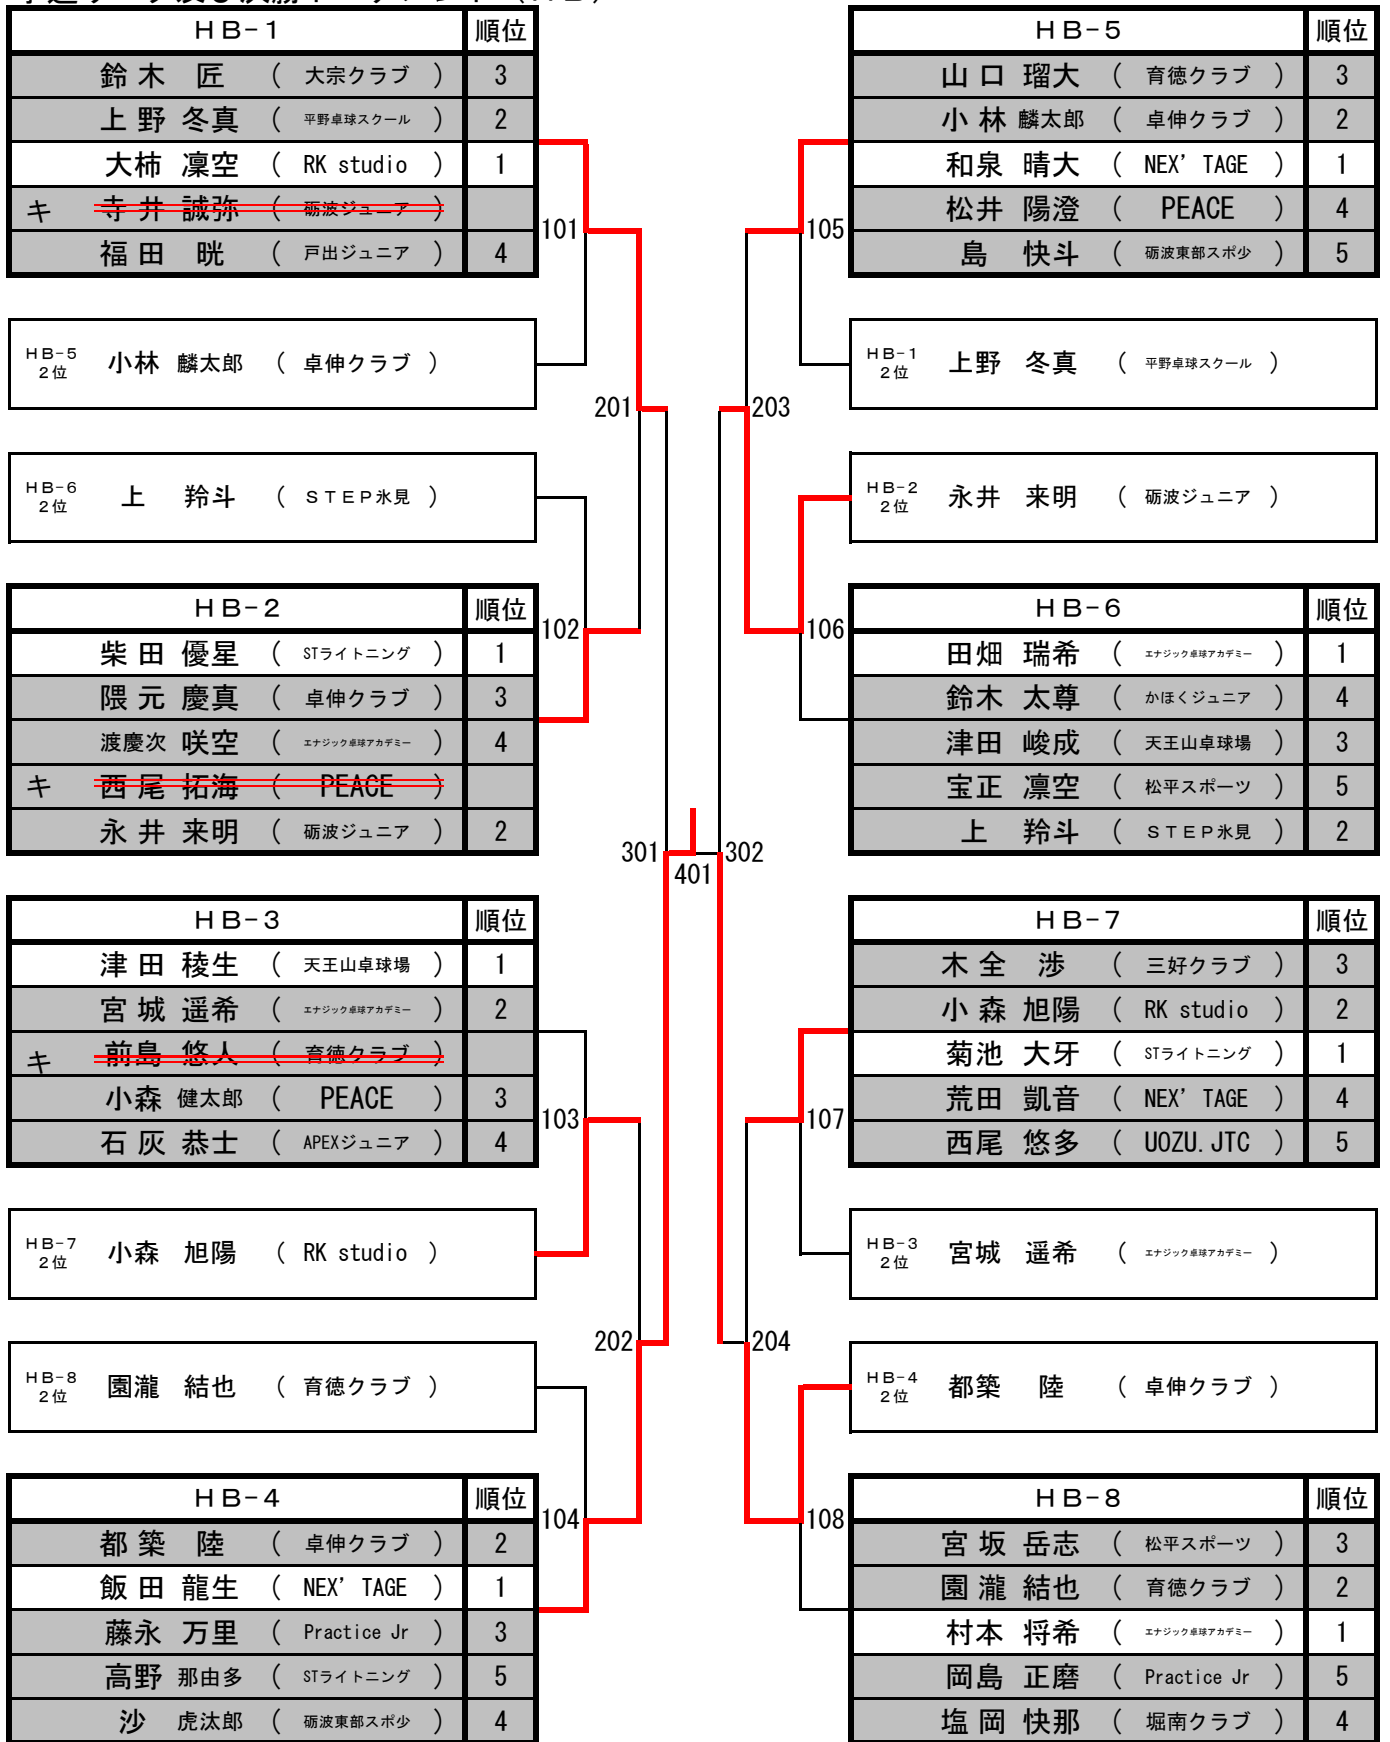 ＨＢ-１ 順位
鈴木 匠 ( 大宗クラブ ) 3
上野 冬真 ( 平野卓球スクール ) 2
大柿 凜空 ( RK studio ) 1
キ 寺井 誠弥 ( 砺波ジュニア )
福田 晄 ( 戸出ジュニア ) 4
ＨＢ-５ 順位
山口 瑠大 ( 育徳クラブ ) 3
小林 麟太郎 ( 卓伸クラブ ) 2
和泉 晴大 ( NEX' TAGE ) 1
松井 陽澄 ( PEACE ) 4
島 快斗 ( 砺波東部スポ少 ) 5
101
105
ＨＢ-５ ２位 小林 麟太郎 ( 卓伸クラブ )
ＨＢ-１ ２位 上野 冬真 ( 平野卓球スクール )
201
203
ＨＢ-６ ２位 上 羚斗 ( ＳＴＥＰ氷見 )
ＨＢ-２ ２位 永井 来明 ( 砺波ジュニア )
ＨＢ-２ 順位
柴田 優星 ( STライトニング ) 1
隈元 慶真 ( 卓伸クラブ ) 3
渡慶次 咲空 ( エナジック卓球アカデミー ) 4
キ 西尾 拓海 ( PEACE )
永井 来明 ( 砺波ジュニア ) 2
102
106
ＨＢ-６ 順位
田畑 瑞希 ( エナジック卓球アカデミー ) 1
鈴木 太尊 ( かほくジュニア ) 4
津田 峻成 ( 天王山卓球場 ) 3
宝正 凛空 ( 松平スポーツ ) 5
上 羚斗 ( ＳＴＥＰ氷見 ) 2
301
302
401
ＨＢ-３ 順位
津田 稜生 ( 天王山卓球場 ) 1
宮城 遥希 ( エナジック卓球アカデミー ) 2
キ 前島 悠人 ( 育徳クラブ )
小森 健太郎 ( PEACE ) 3
石灰 恭士 ( APEXジュニア ) 4
ＨＢ-７ 順位
木全 渉 ( 三好クラブ ) 3
小森 旭陽 ( RK studio ) 2
菊池 大牙 ( STライトニング ) 1
荒田 凱音 ( NEX' TAGE ) 4
西尾 悠多 ( UOZU.JTC ) 5
103
107
ＨＢ-７ ２位 小森 旭陽 ( RK studio )
ＨＢ-３ ２位 宮城 遥希 ( エナジック卓球アカデミー )
202
204
ＨＢ-８ ２位 園瀧 結也 ( 育徳クラブ )
ＨＢ-４ ２位 都築 陸 ( 卓伸クラブ )
ＨＢ-４ 順位
都築 陸 ( 卓伸クラブ ) 2
飯田 龍生 ( NEX' TAGE ) 1
藤永 万里 ( Practice Jr ) 3
高野 那由多 ( STライトニング ) 5
沙 虎汰郎 ( 砺波東部スポ少 ) 4
104
108
ＨＢ-８ 順位
宮坂 岳志 ( 松平スポーツ ) 3
園瀧 結也 ( 育徳クラブ ) 2
村本 将希 ( エナジック卓球アカデミー ) 1
岡島 正磨 ( Practice Jr ) 5
塩岡 快那 ( 堀南クラブ ) 4